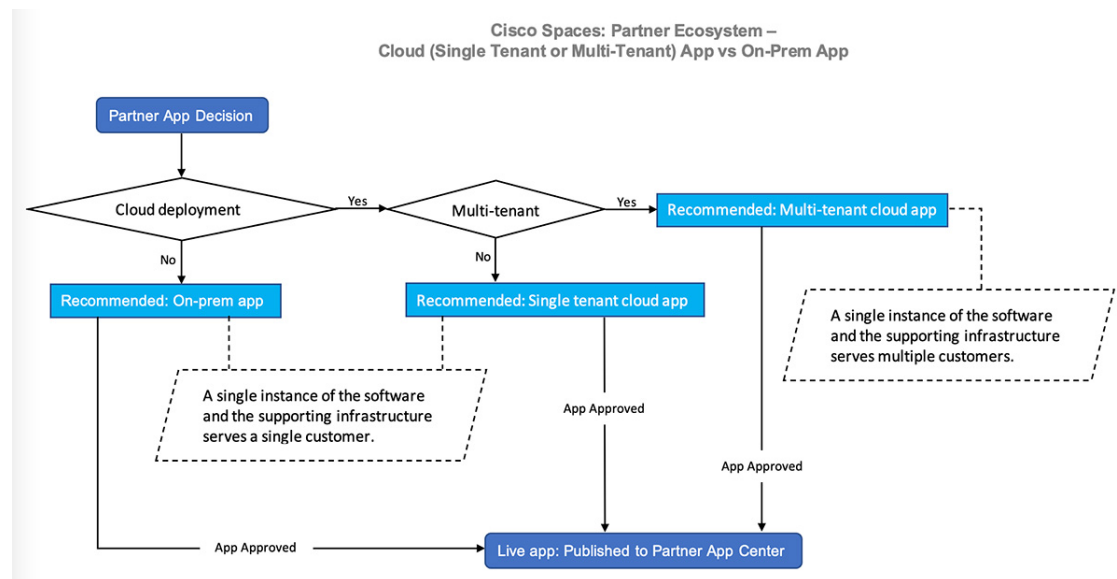 Cisco Spaces: Partner Ecosystem –
Cloud (Single Tenant or Multi-Tenant) App vs On-Prem App
Partner App Decision
Cloud deployment
Yes
Multi-tenant
Yes
Recommended: Multi-tenant cloud app
No
No
Recommended: On-prem app
Recommended: Single tenant cloud app
A single instance of the software
and the supporting infrastructure
serves multiple customers.
A single instance of the software
and the supporting infrastructure
serves a single customer.
App Approved
App Approved
App Approved
Live app: Published to Partner App Center